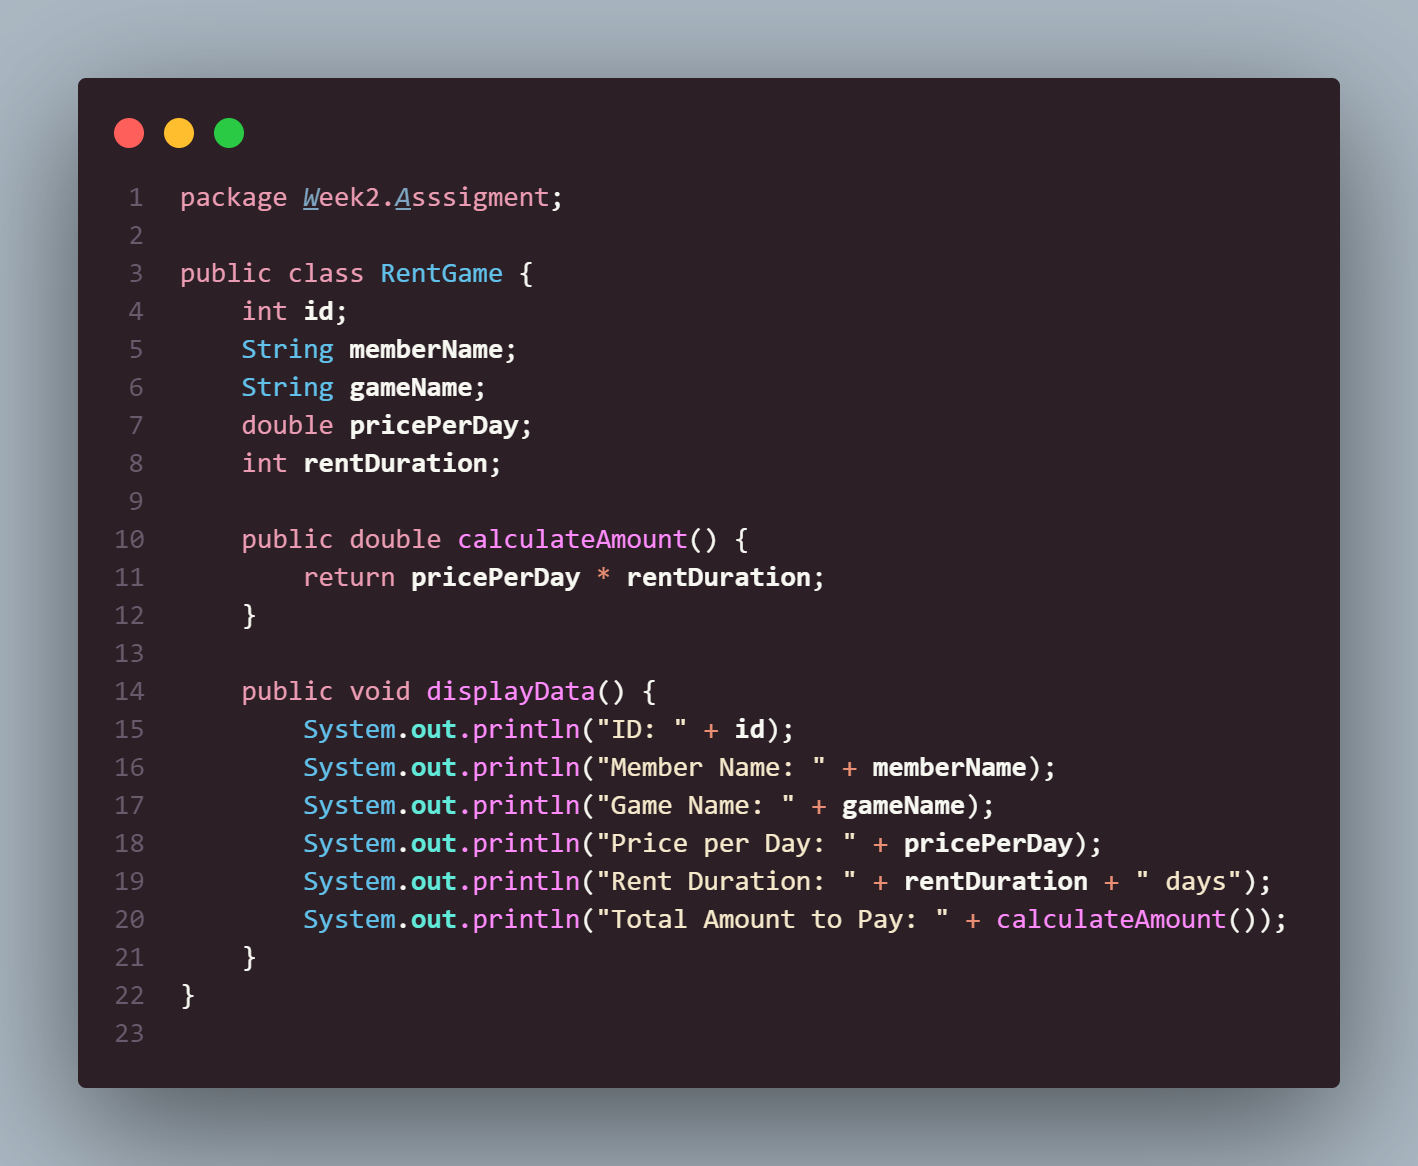 1 package Week2.Asssigment;
2
3 public class RentGame {
4     int id;
5     String memberName;
6     String gameName;
7     double pricePerDay;
8     int rentDuration;
9
10     public double calculateAmount() {
11         return pricePerDay * rentDuration;
12     }
13
14     public void displayData() {
15         System.out.println("ID: " + id);
16         System.out.println("Member Name: " + memberName);
17         System.out.println("Game Name: " + gameName);
18         System.out.println("Price per Day: " + pricePerDay);
19         System.out.println("Rent Duration: " + rentDuration + " days");
20         System.out.println("Total Amount to Pay: " + calculateAmount());
21     }
22 }
23